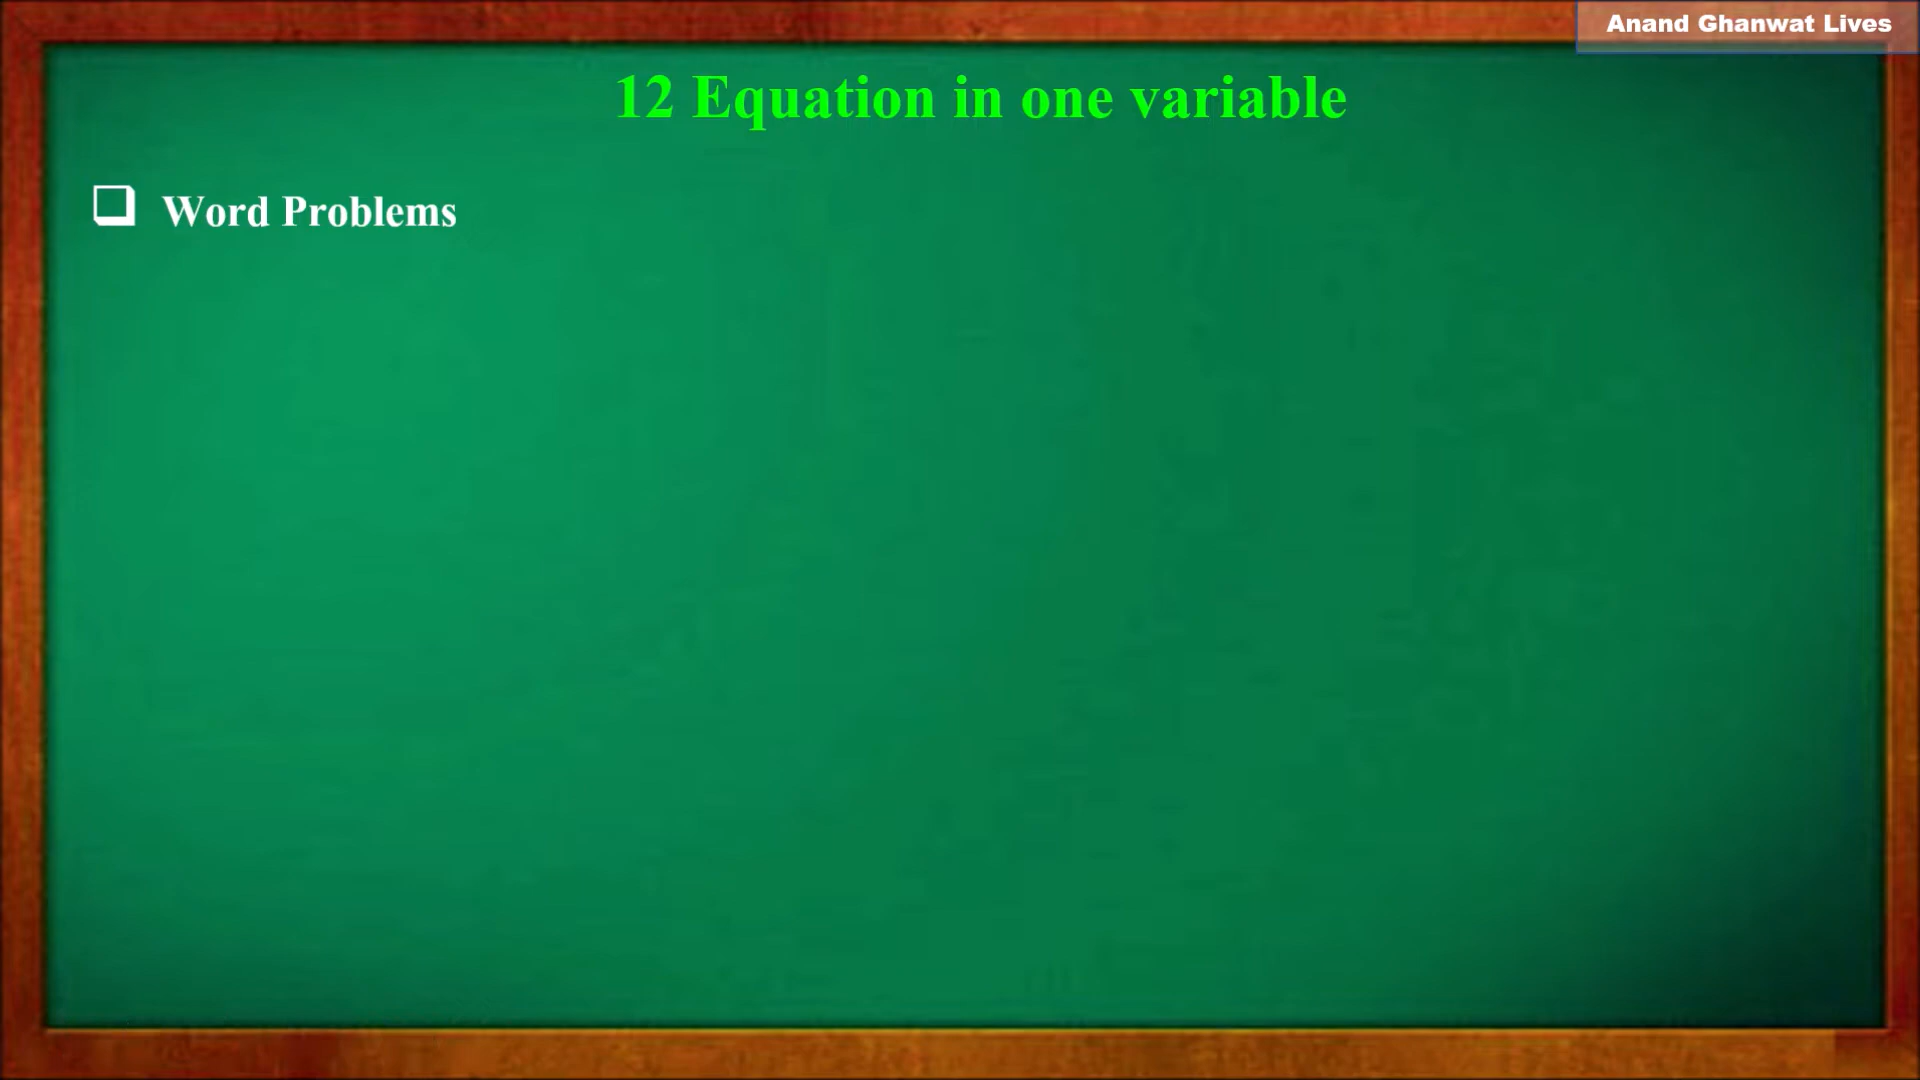 Anand Ghanwat Lives
12 Equation in one variable
❑ Word Problems